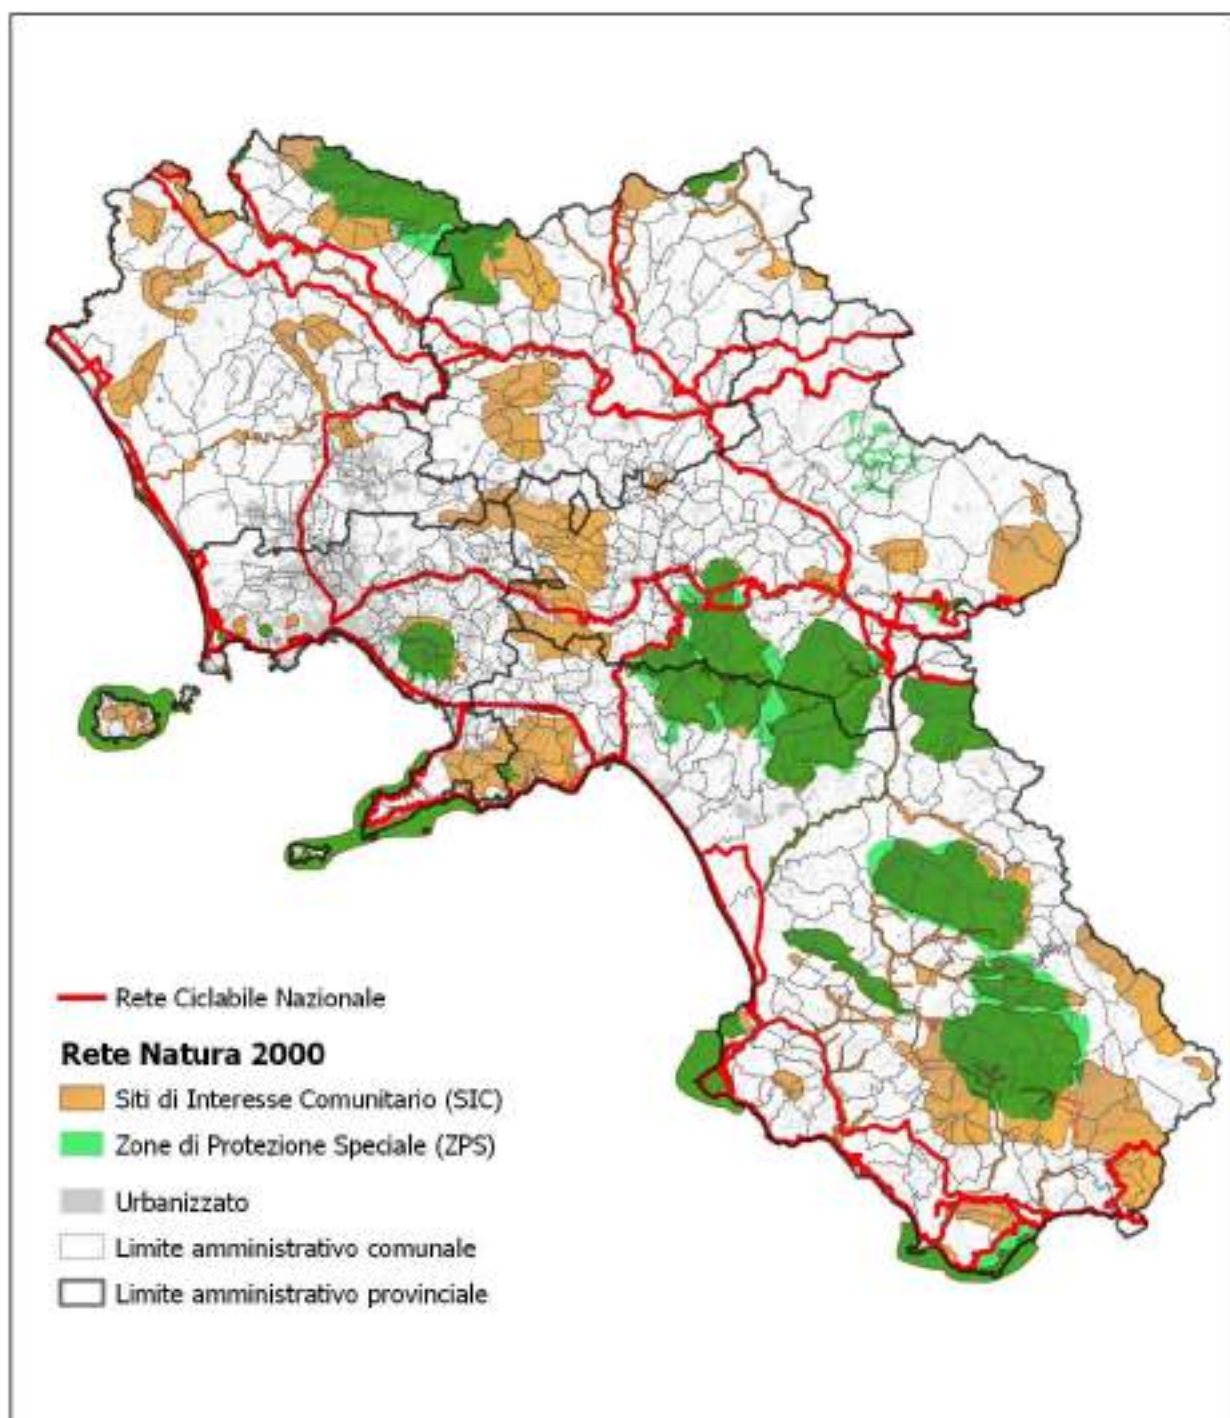 Rete Ciclabile Nazionale
Rete Natura 2000
Siti di Interesse Comunitario (SIC)
Zone di Protezione Speciale (ZPS)
Urbanizzato
Limite amministrativo comunale
Limite amministrativo provinciale